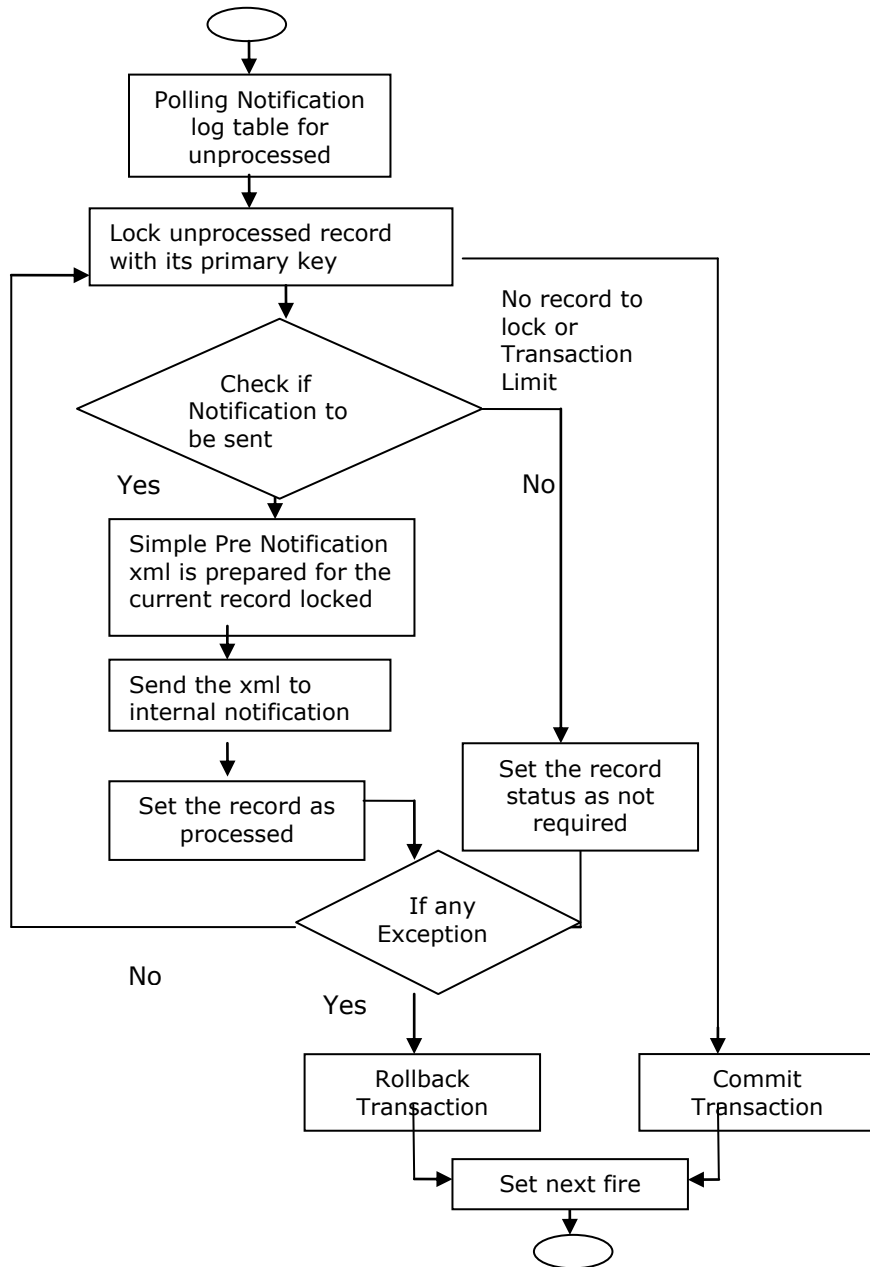 Polling Notification
log table for
unprocessed
Lock unprocessed record
with its primary key
No record to
lock or
Transaction
Limit
Check if
Notification to
be sent
Yes
No
Simple Pre Notification
xml is prepared for the
current record locked
Send the xml to
internal notification
Set the record as
processed
Set the record
status as not
required
If any
Exception
No
Yes
Rollback
Transaction
Commit
Transaction
Set next fire